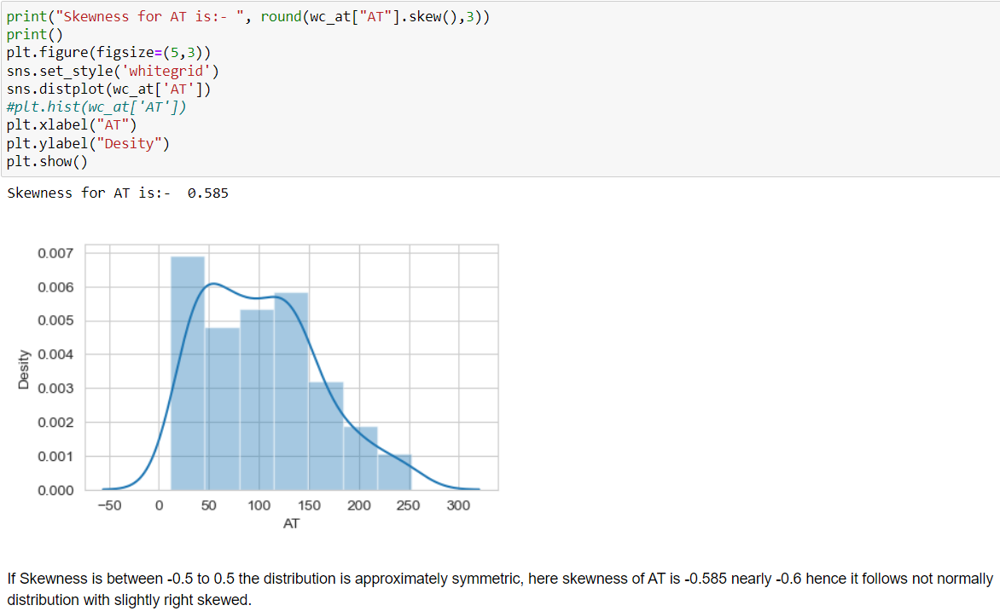 print("Skewness for AT is:- ", round(wc_at["AT"].skew(),3))
print()
plt.figure(figsize=(5,3))
sns.set_style('whitegrid')
sns.distplot(wc_at['AT'])
#plt.hist(wc_at['AT'])
plt.xlabel("AT")
plt.ylabel("Desity")
plt.show()
Skewness for AT is:-  0.585
0.007
0.006
0.005
0.004
0.003
0.002
0.001
0.000
Desity
−50 0 50 100 150 200 250 300
AT
If Skewness is between -0.5 to 0.5 the distribution is approximately symmetric, here skewness of AT is -0.585 nearly -0.6 hence it follows not normally
distribution with slightly right skewed.